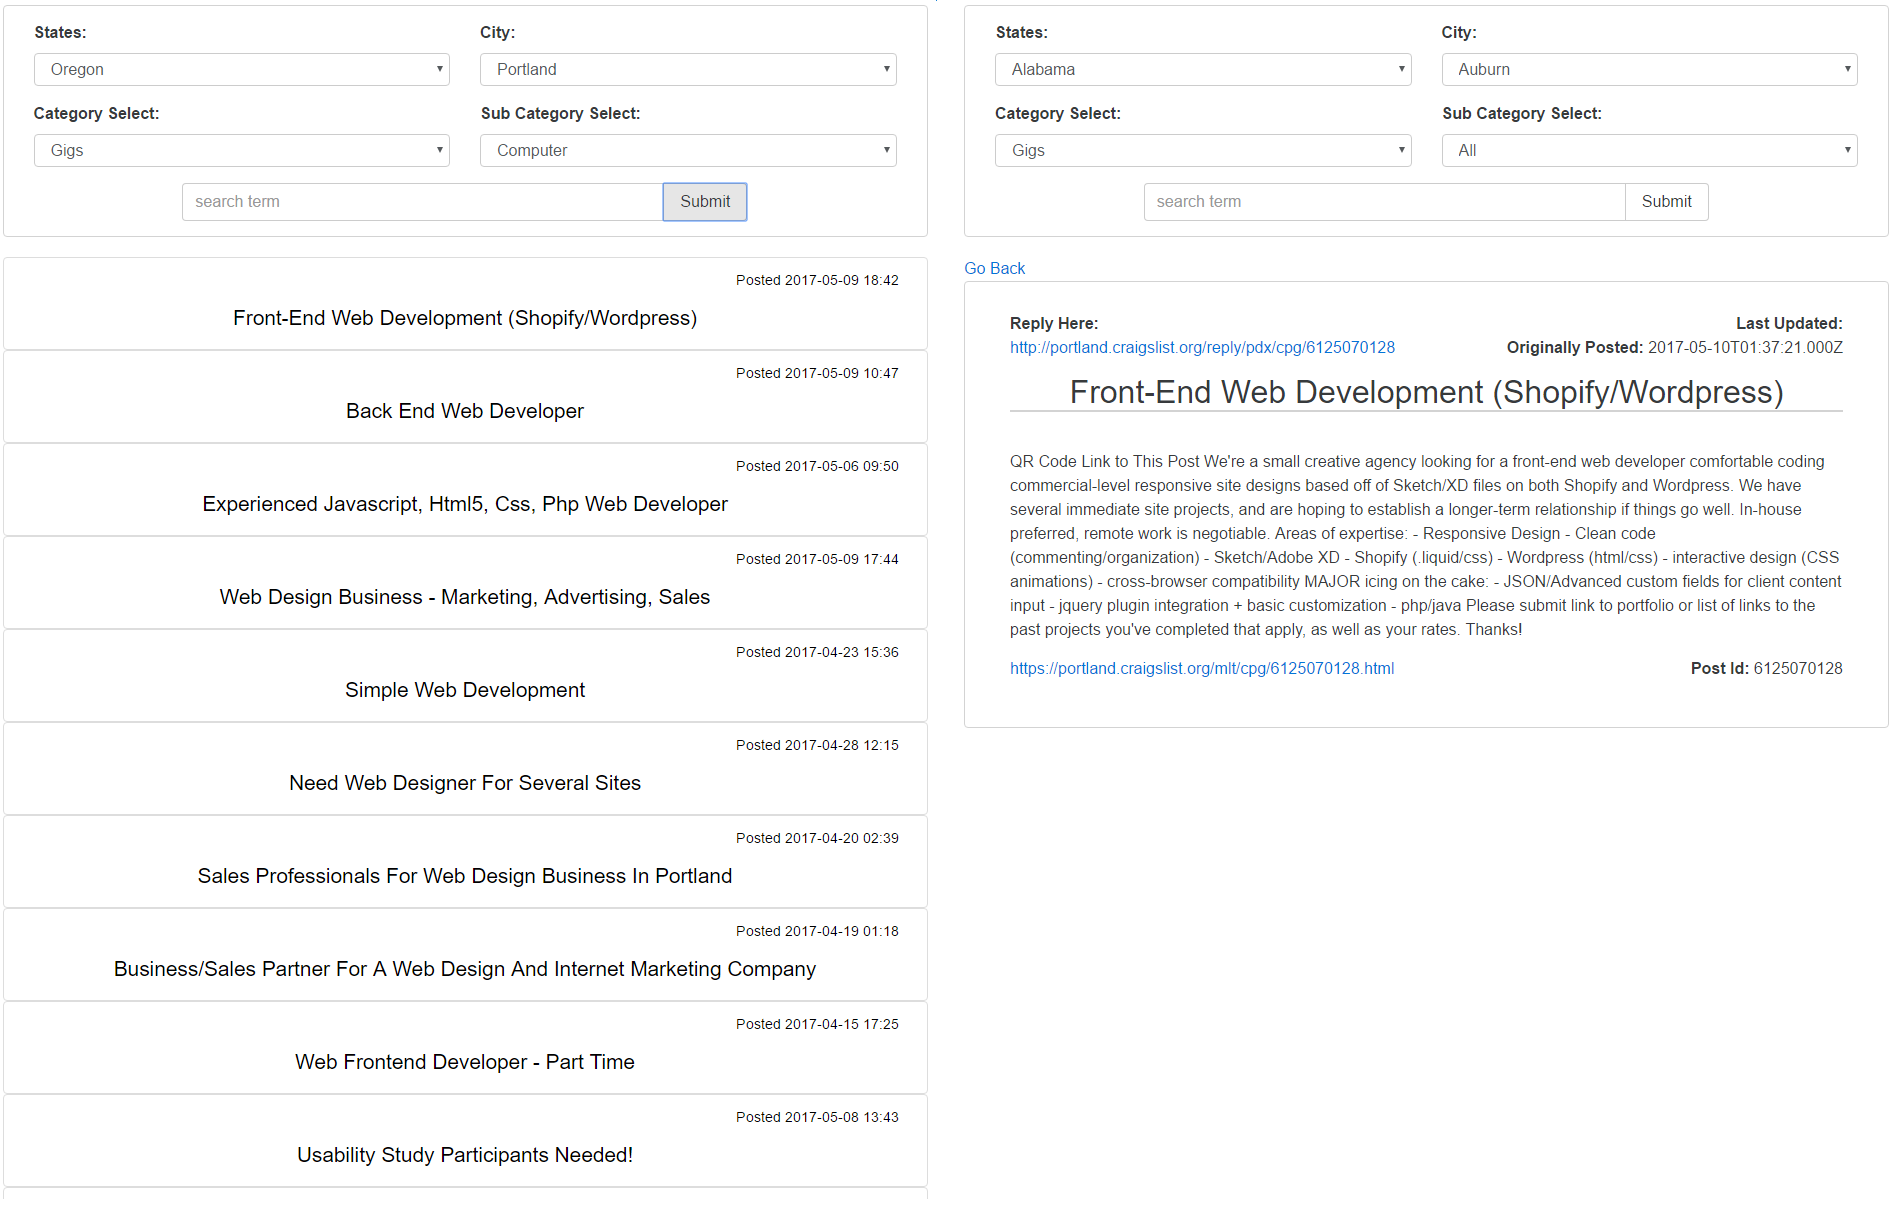 States:
City:
Oregon
Portland
Category Select:
Sub Category Select:
Gigs
Computer
search term
Submit
Posted 2017-05-09 18:42
Front-End Web Development (Shopify/Wordpress)
Posted 2017-05-09 10:47
Back End Web Developer
Posted 2017-05-06 09:50
Experienced Javascript, Html5, Css, Php Web Developer
Posted 2017-05-09 17:44
Web Design Business - Marketing, Advertising, Sales
Posted 2017-04-23 15:36
Simple Web Development
Posted 2017-04-28 12:15
Need Web Designer For Several Sites
Posted 2017-04-20 02:39
Sales Professionals For Web Design Business In Portland
Posted 2017-04-19 01:18
Business/Sales Partner For A Web Design And Internet Marketing Company
Posted 2017-04-15 17:25
Web Frontend Developer - Part Time
Posted 2017-05-08 13:43
Usability Study Participants Needed!
States:
City:
Alabama
Auburn
Category Select:
Sub Category Select:
Gigs
All
search term
Submit
Go Back
Reply Here:
Last Updated:
http://portland.craigslist.org/reply/pdx/cpg/6125070128
Originally Posted: 2017-05-10T01:37:21.000Z
Front-End Web Development (Shopify/Wordpress)
QR Code Link to This Post We're a small creative agency looking for a front-end web developer comfortable coding
commercial-level responsive site designs based off of Sketch/XD files on both Shopify and Wordpress. We have
several immediate site projects, and are hoping to establish a longer-term relationship if things go well. In-house
preferred, remote work is negotiable. Areas of expertise: - Responsive Design - Clean code
(commenting/organization) - Sketch/Adobe XD - Shopify (.liquid/css) - Wordpress (html/css) - interactive design (CSS
animations) - cross-browser compatibility MAJOR icing on the cake: - JSON/Advanced custom fields for client content
input - jquery plugin integration + basic customization - php/java Please submit link to portfolio or list of links to the
past projects you've completed that apply, as well as your rates. Thanks!
https://portland.craigslist.org/mlt/cpg/6125070128.html
Post Id: 6125070128